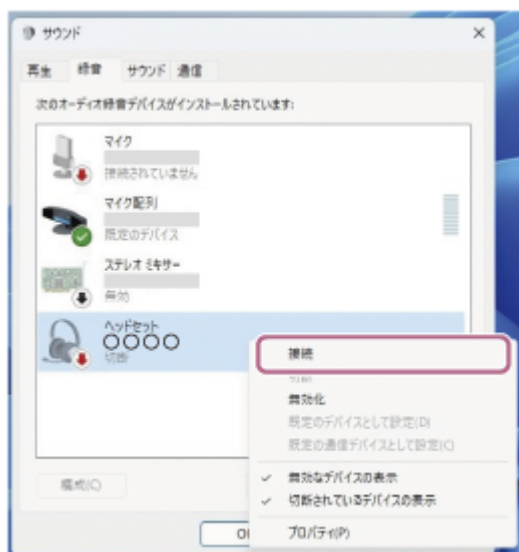 サウンド
再生 録音 サウンド 通信
次のオーディオ録音デバイスがインストールされています:
マイク
接続されていません
マイク配列
既定のデバイス
ステレオ ミキサー
無効
ヘッドセット
○○○○
切断
接続
切断
無効化
既定のデバイスとして設定(D)
既定の通信デバイスとして設定(C)
無効なデバイスの表示
切断されているデバイスの表示
プロパティ(P)
構成(C)